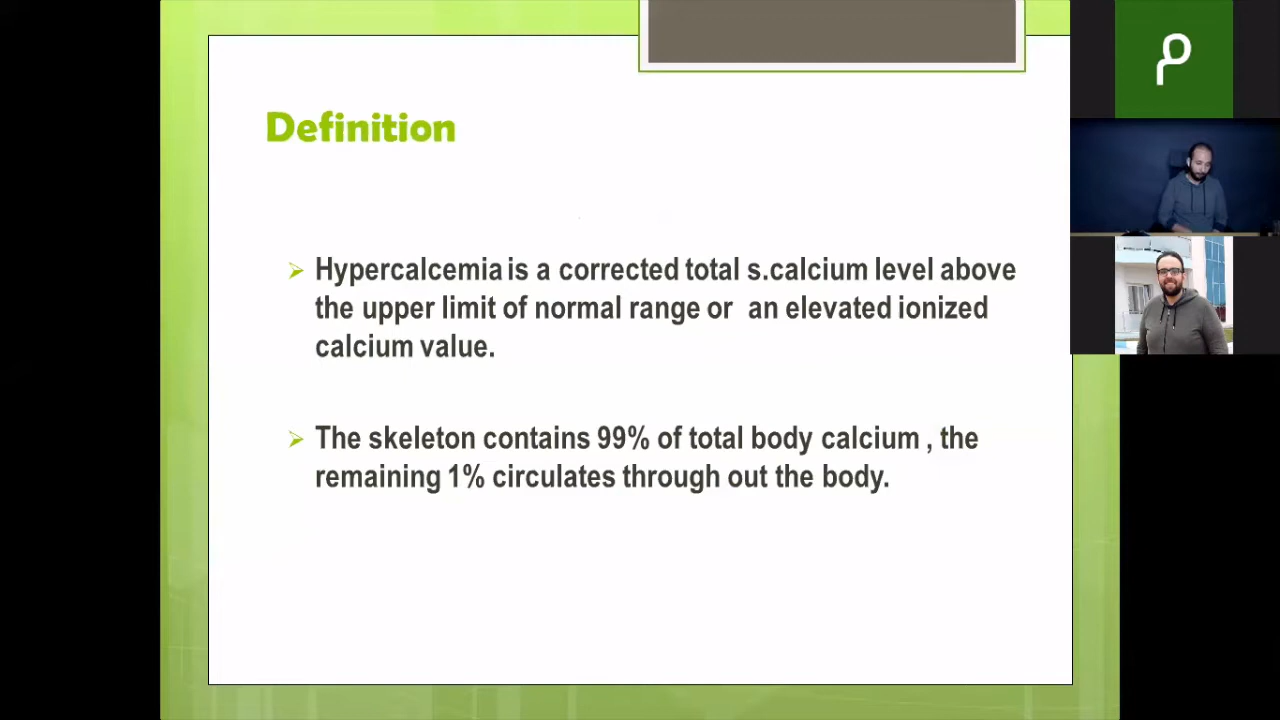 Definition
Hypercalcemia is a corrected total s.calcium level above
the upper limit of normal range or an elevated ionized
calcium value.
The skeleton contains 99% of total body calcium , the
remaining 1% circulates through out the body.
م